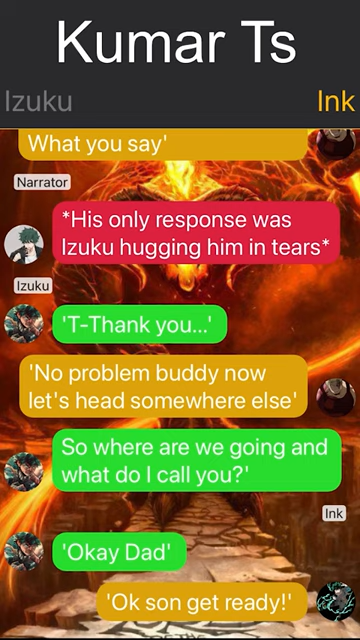 Kumar Ts
Izuku
Ink
What you say'
Narrator
*His only response was
Izuku hugging him in tears*
Izuku
'T-Thank you...'
'No problem buddy now
let's head somewhere else'
So where are we going and
what do I call you?'
Ink
'Okay Dad'
'Ok son get ready!'